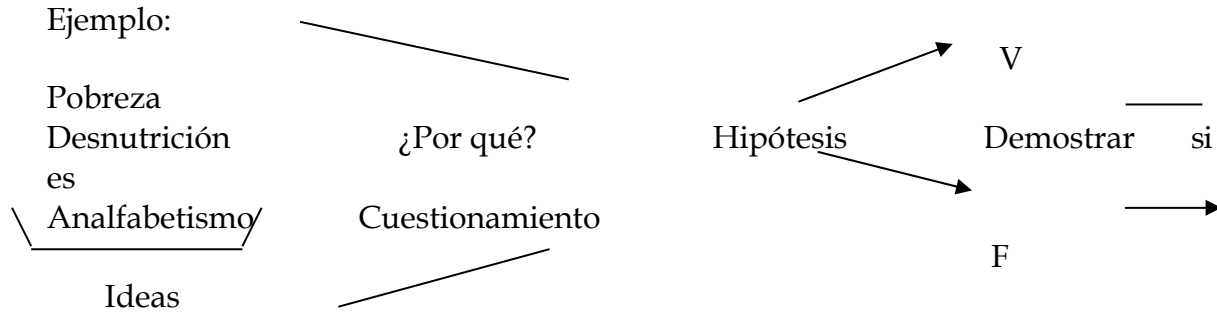 Ejemplo:
V
Pobreza
Desnutrición ¿Por qué? Hipótesis Demostrar si
es
Analfabetismo Cuestionamiento
F
Ideas